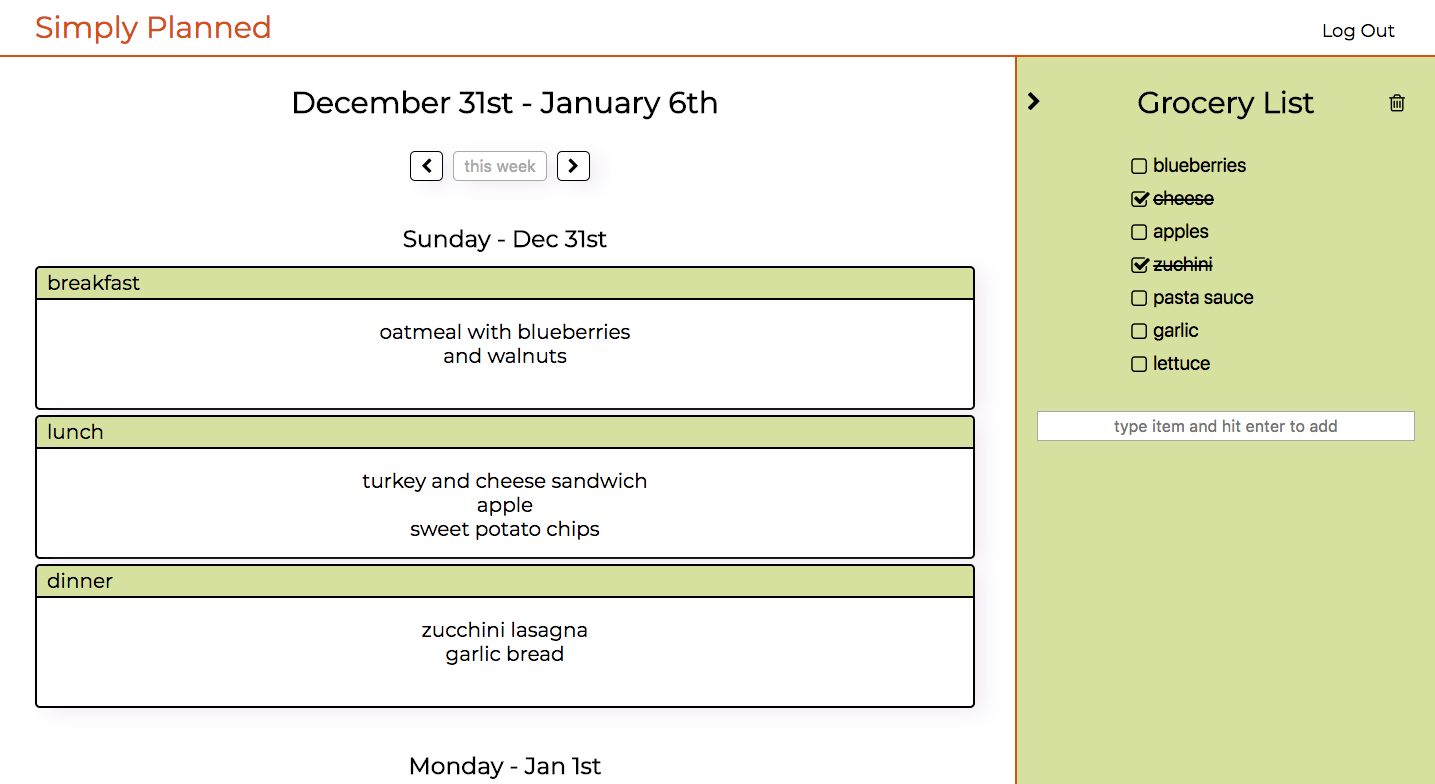 Simply Planned
Log Out
December 31st - January 6th
this week
Sunday - Dec 31st
breakfast
oatmeal with blueberries
and walnuts
lunch
turkey and cheese sandwich
apple
sweet potato chips
dinner
zucchini lasagna
garlic bread
Monday - Jan 1st
Grocery List
blueberries
cheese
apples
zuchini
pasta sauce
garlic
lettuce
type item and hit enter to add